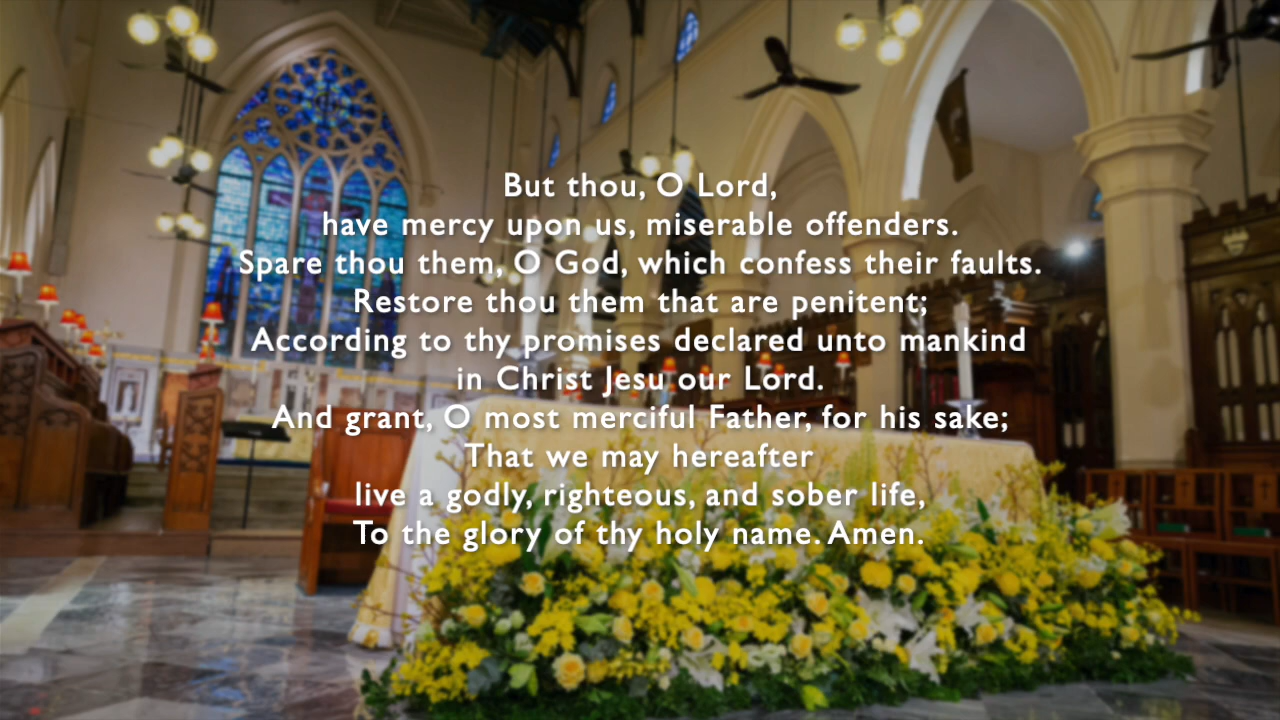 But thou, O Lord,
have mercy upon us, miserable offenders.
Spare thou them, O God, which confess their faults.
Restore thou them that are penitent;
According to thy promises declared unto mankind
in Christ Jesu our Lord.
And grant, O most merciful Father, for his sake;
That we may hereafter
live a godly, righteous, and sober life,
To the glory of thy holy name. Amen.